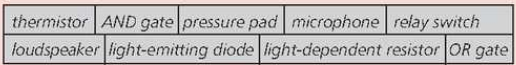 thermistor AND gate pressure pad microphone relay switch
loudspeaker light-emitting diode light-dependent resistor OR gate